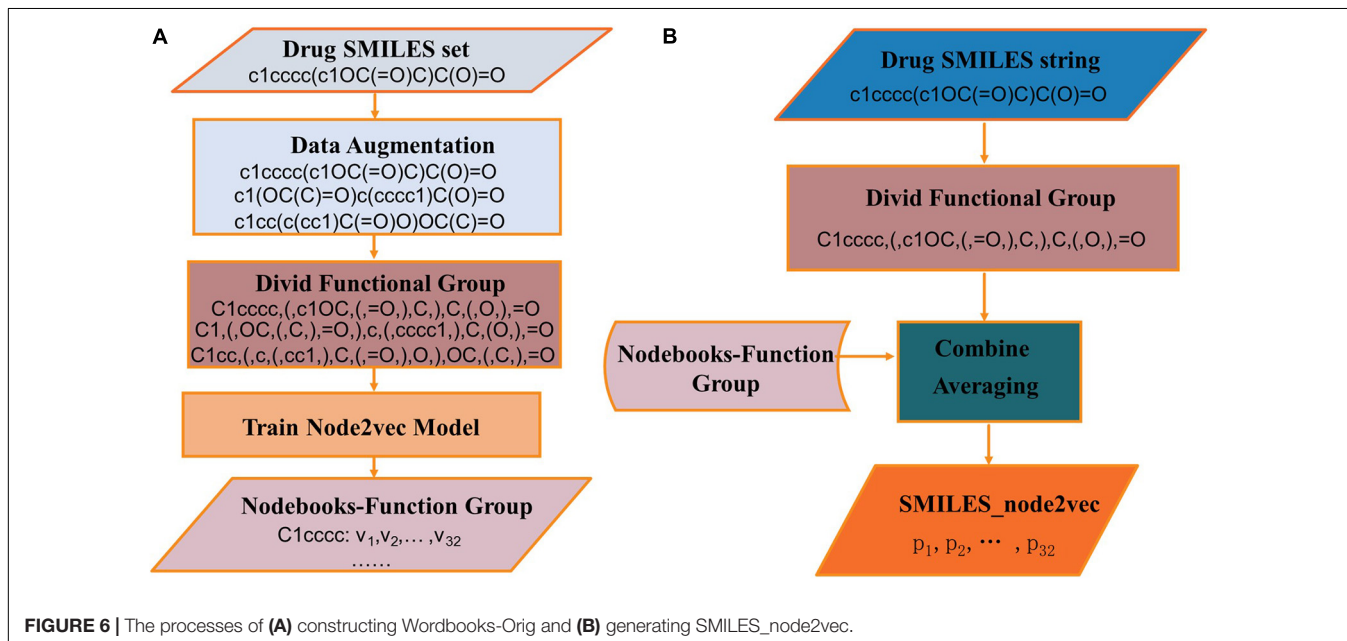 A
Drug SMILES set
c1cccc(c1OC(=O)C)C(O)=O
Data Augmentation
c1cccc(c1OC(=O)C)C(O)=O
c1(OC(C)=O)c(cccc1)C(O)=O
c1cc(c(cc1)C(=O)O)OC(C)=O
Divid Functional Group
C1cccc,(,c1OC,(,=O,),C,),C,(,O,),=O
C1,(,OC,(,C,),=O,),c,(,cccc1,),C,(O,),=O
C1cc,(,c,(,cc1,),C,(,=O,),O,),OC,(,C,),=O
Train Node2vec Model
Nodebooks-Function Group
C1cccc: v1,v2,… ,v32
……
B
Drug SMILES string
c1cccc(c1OC(=O)C)C(O)=O
Divid Functional Group
C1cccc,(,c1OC,(,=O,),C,),C,(,O,),=O
Nodebooks-Function
Group
Combine
Averaging
SMILES_node2vec
p1, p2, … , p32
FIGURE 6 | The processes of (A) constructing Wordbooks-Orig and (B) generating SMILES_node2vec.